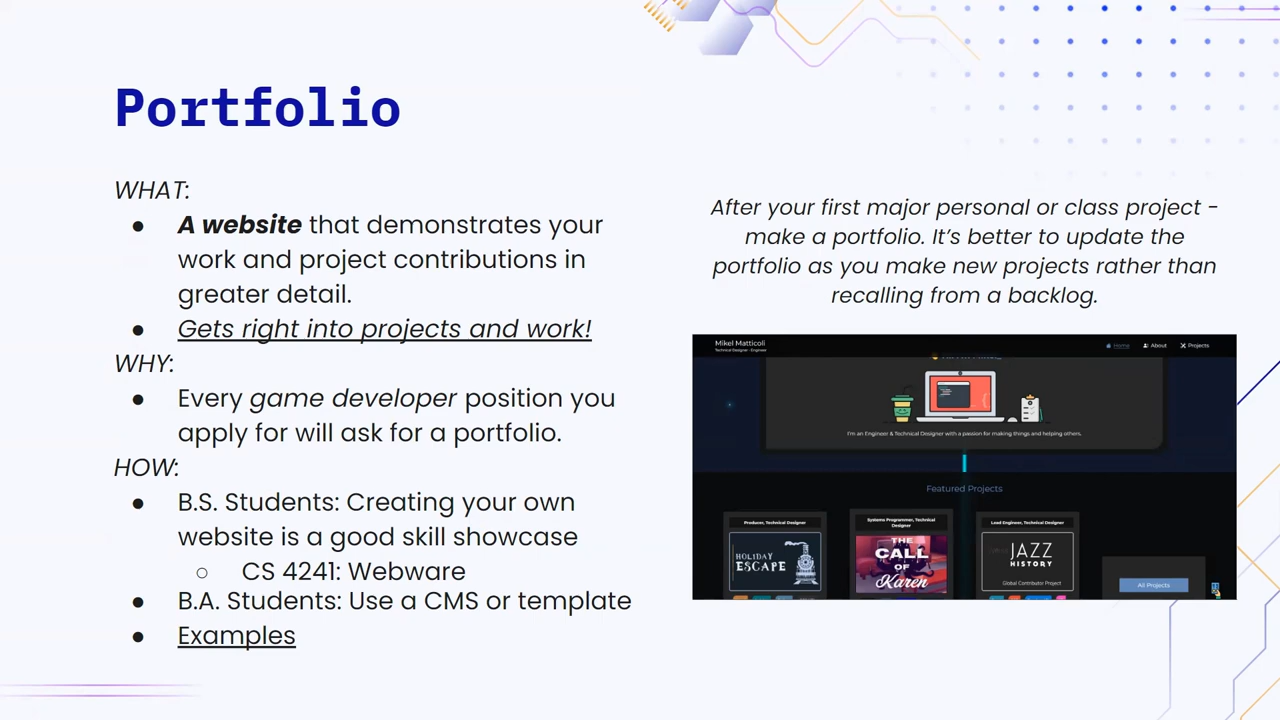 Portfolio
WHAT:
● A website that demonstrates your
work and project contributions in
greater detail.
● Gets right into projects and work!
WHY:
● Every game developer position you
apply for will ask for a portfolio.
HOW:
● B.S. Students: Creating your own
website is a good skill showcase
○ CS 4241: Webware
● B.A. Students: Use a CMS or template
● Examples
After your first major personal or class project -
make a portfolio. It’s better to update the
portfolio as you make new projects rather than
recalling from a backlog.
Mikel Matticoli
Technical Designer · Engineer
Home About Projects
I'm an Engineer & Technical Designer with a passion for making things and helping others.
Featured Projects
Producer, Technical Designer
HOLIDAY
ESCAPE
Systems Programmer, Technical
Designer
THE
CALL
OF
Karen
Lead Engineer, Technical Designer
JAZZ
HISTORY
Global Contributor Project
All Projects